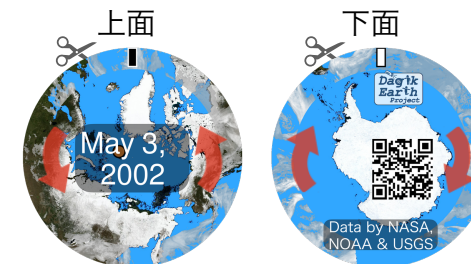 上面
下面
May 3,
2002
Dagik
Earth
Project
Data by NASA,
NOAA & USGS